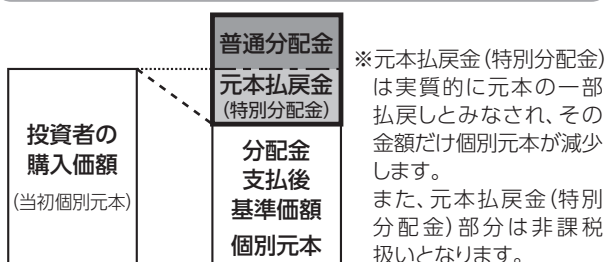 投資者の
購入価額
(当初個別元本)
普通分配金
元本払戻金
(特別分配金)
分配金
支払後
基準価額
個別元本
※元本払戻金(特別分配金)
は実質的に元本の一部
払戻しとみなされ、その
金額だけ個別元本が減少
します。
また、元本払戻金(特別
分配金)部分は非課税
扱いとなります。